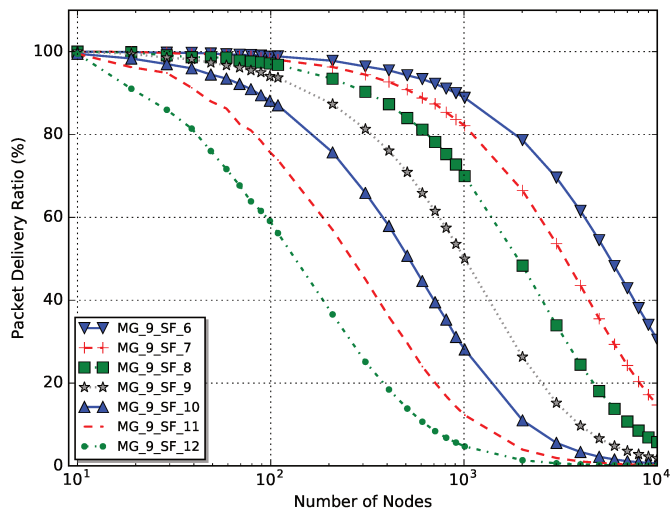 Packet Delivery Ratio (%)
100
80
60
40
20
0
MG_9_SF_6
MG_9_SF_7
MG_9_SF_8
MG_9_SF_9
MG_9_SF_10
MG_9_SF_11
MG_9_SF_12
10¹ 10² 10³ 10⁴
Number of Nodes